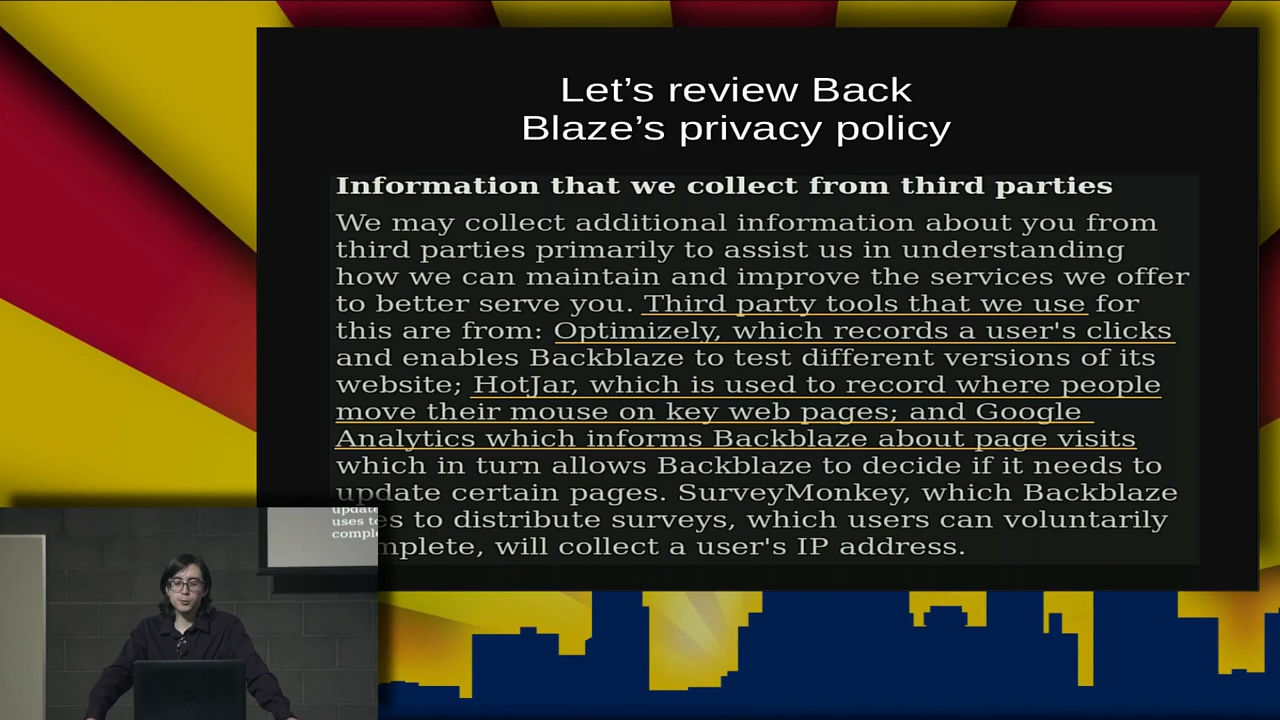 Let’s review Back
Blaze’s privacy policy
Information that we collect from third parties
We may collect additional information about you from
third parties primarily to assist us in understanding
how we can maintain and improve the services we offer
to better serve you. Third party tools that we use for
this are from: Optimizely, which records a user's clicks
and enables Backblaze to test different versions of its
website; HotJar, which is used to record where people
move their mouse on key web pages; and Google
Analytics which informs Backblaze about page visits
which in turn allows Backblaze to decide if it needs to
update certain pages. SurveyMonkey, which Backblaze
es to distribute surveys, which users can voluntarily
mplete, will collect a user's IP address.
update
uses to
comple